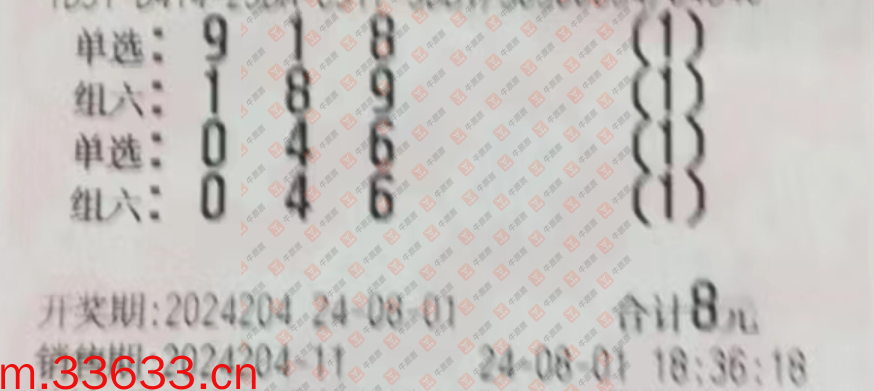 单选: 9 1 8 (1)
组六: 1 8 9 (1)
单选: 0 4 6 (1)
组六: 0 4 6 (1)
开奖期:2024204 24-08-01 合计8元
销售期:2024204-11 24-08-01 18:36:18
m.33633.cn